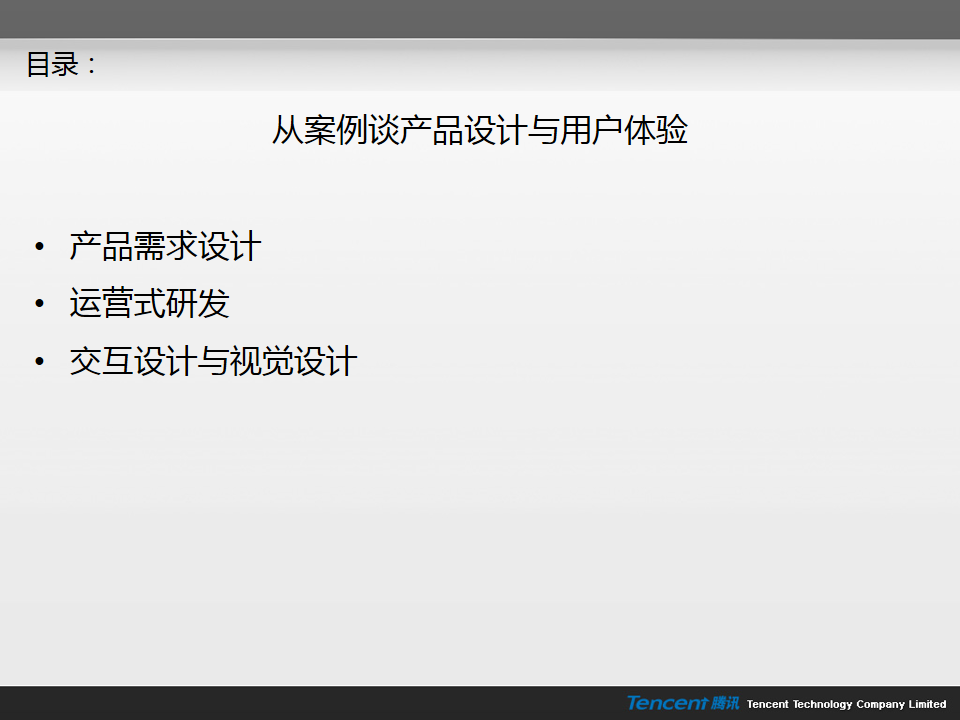 目录：
从案例谈产品设计与用户体验
• 产品需求设计
• 运营式研发
• 交互设计与视觉设计
Tencent 腾讯 Tencent Technology Company Limited